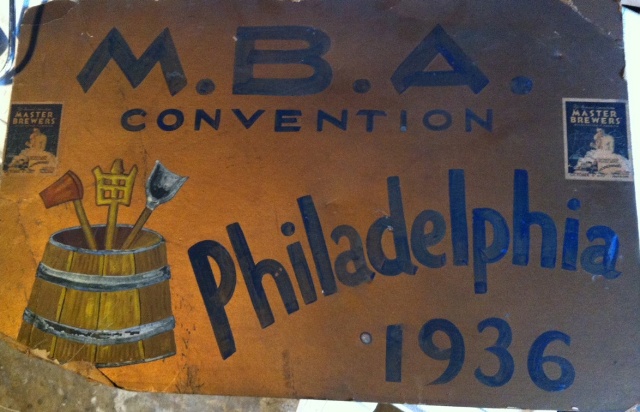 M.B.A.
CONVENTION
MASTER
BREWERS
MASTER
BREWERS
Philadelphia
1936